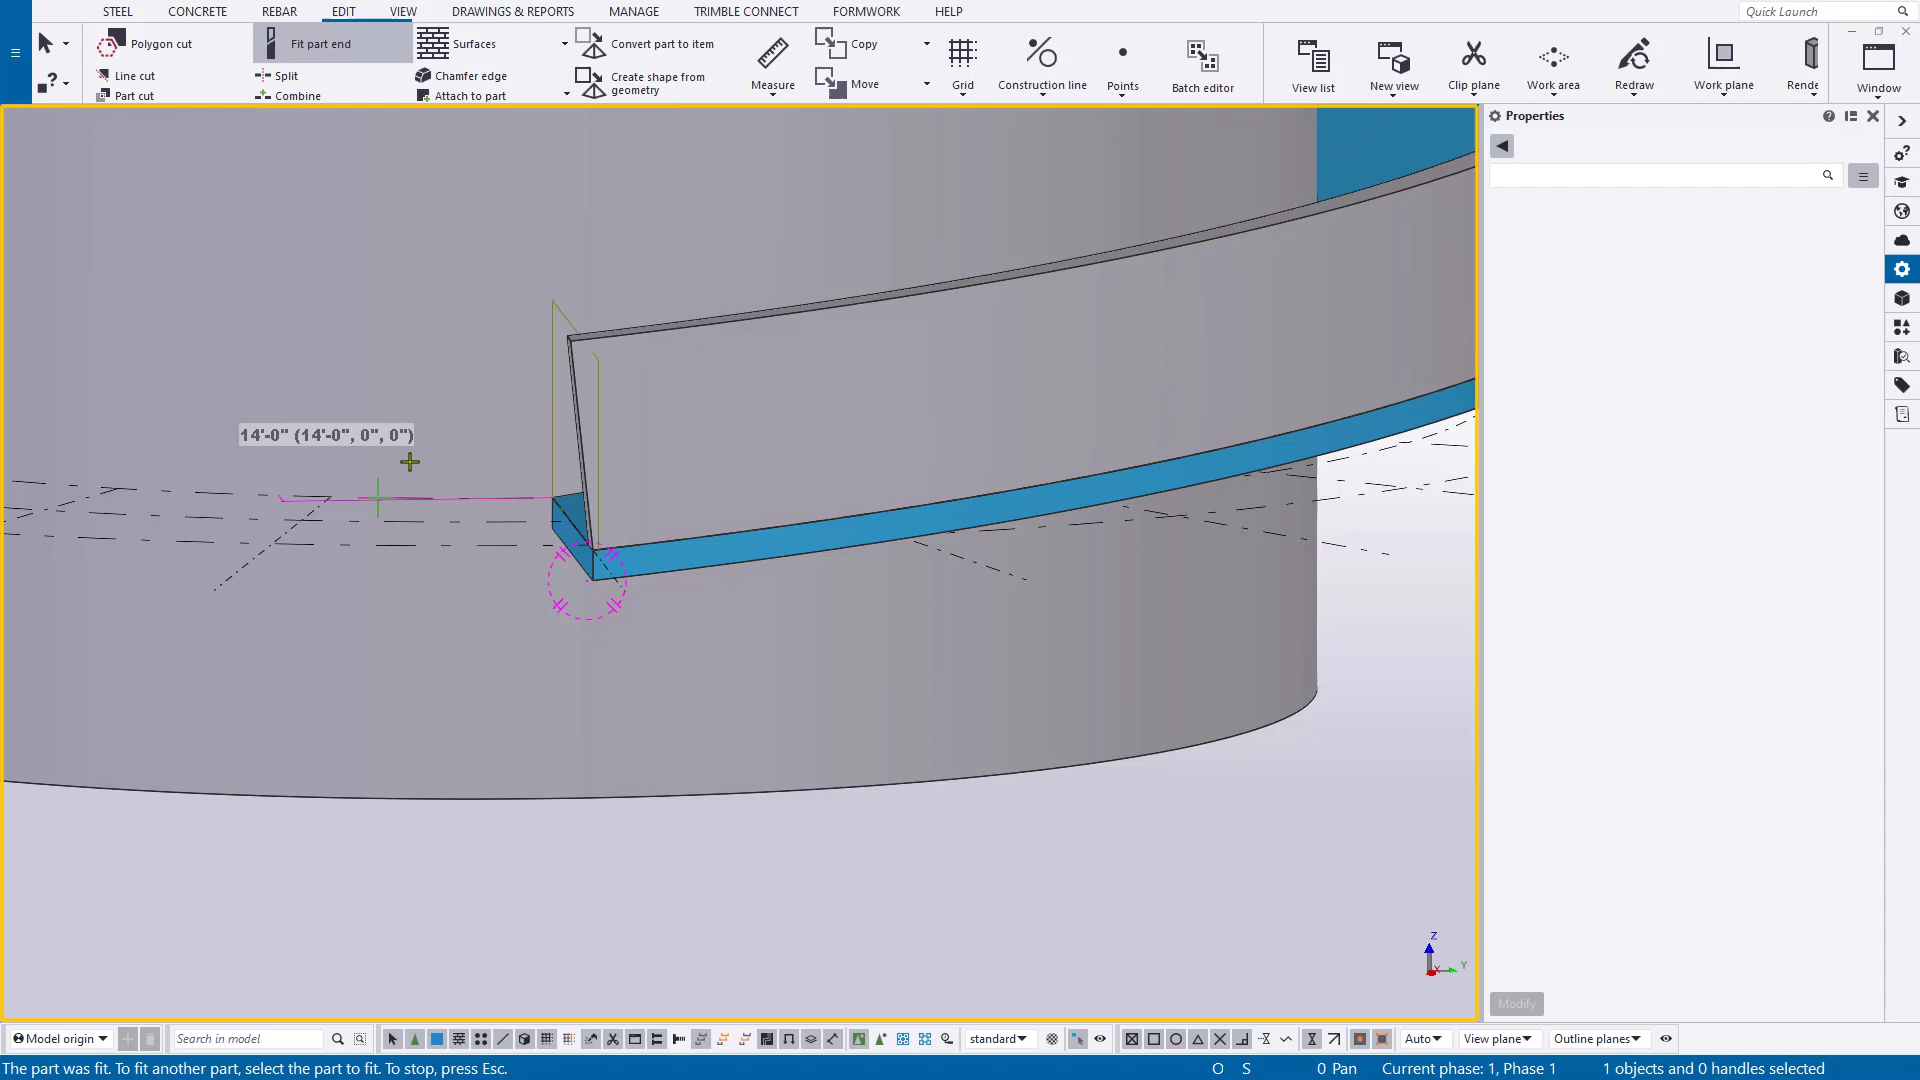 STEEL CONCRETE REBAR EDIT VIEW DRAWINGS & REPORTS MANAGE TRIMBLE CONNECT FORMWORK HELP Quick Launch
Polygon cut Fit part end Surfaces Convert part to item Copy
Line cut Split Chamfer edge Create shape from geometry Move
Part cut Combine Attach to part
Measure Grid Construction line Points Batch editor View list New view Clip plane Work area Redraw Work plane Rende Window
Properties
14'-0" (14'-0", 0", 0")
Z
Y
X
Modify
Model origin Search in model standard Auto View plane Outline planes
The part was fit. To fit another part, select the part to fit. To stop, press Esc. O S 0 Pan Current phase: 1, Phase 1 1 objects and 0 handles selected